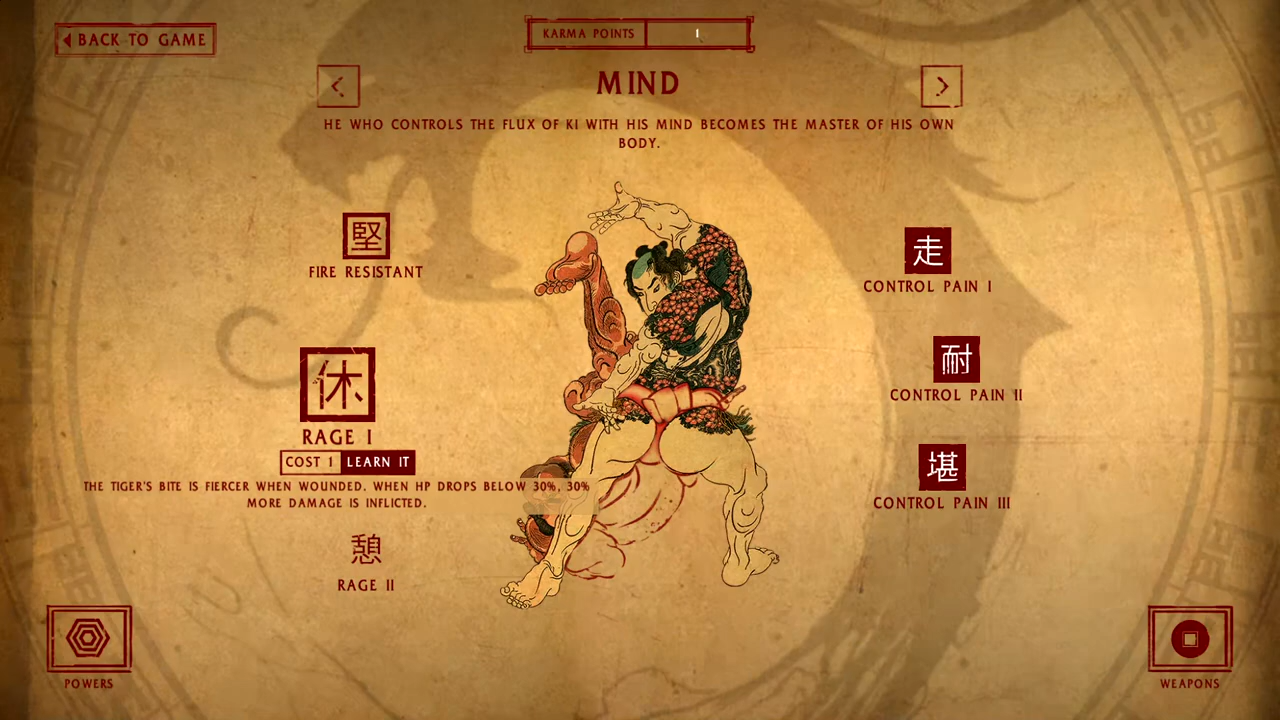 BACK TO GAME
KARMA POINTS 1
MIND
HE WHO CONTROLS THE FLUX OF KI WITH HIS MIND BECOMES THE MASTER OF HIS OWN
BODY.
堅
FIRE RESISTANT
休
RAGE I
COST 1 LEARN IT
THE TIGER'S BITE IS FIERCER WHEN WOUNDED. WHEN HP DROPS BELOW 30%, 30%
MORE DAMAGE IS INFLICTED.
憩
RAGE II
走
CONTROL PAIN I
耐
CONTROL PAIN II
堪
CONTROL PAIN III
POWERS
WEAPONS